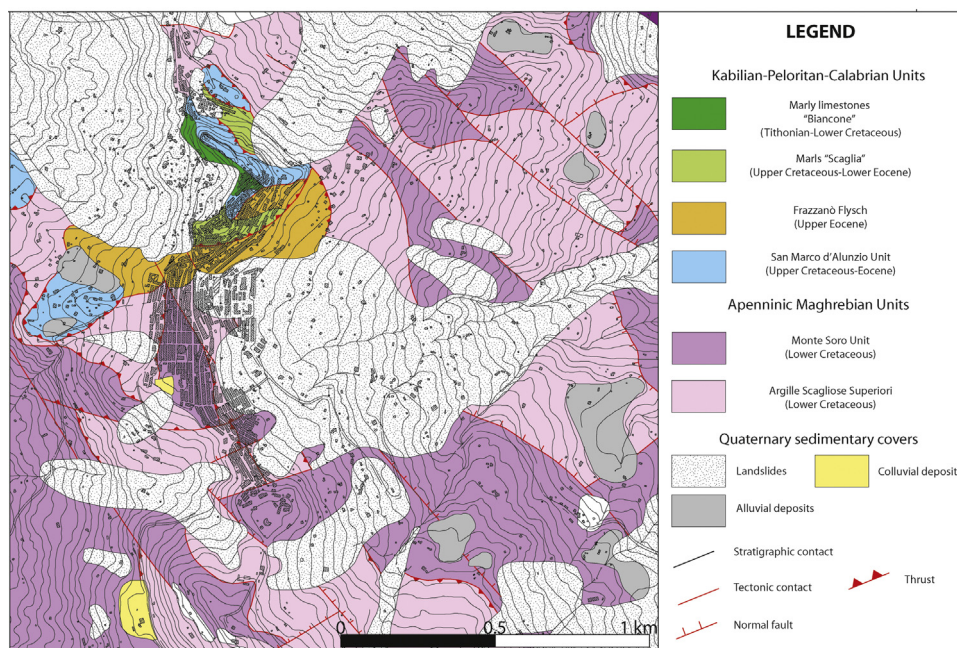 LEGEND
Kabilian-Peloritan-Calabrian Units
Marly limestones
"Biancone"
(Tithonian-Lower Cretaceous)
Marls "Scaglia"
(Upper Cretaceous-Lower Eocene)
Frazzanò Flysch
(Upper Eocene)
San Marco d'Alunzio Unit
(Upper Cretaceous-Eocene)
Apenninic Maghrebian Units
Monte Soro Unit
(Lower Cretaceous)
Argille Scagliose Superiori
(Lower Cretaceous)
Quaternary sedimentary covers
Landslides
Colluvial deposit
Alluvial deposits
Stratigraphic contact
Tectonic contact
Thrust
Normal fault
0 0.5 1 km